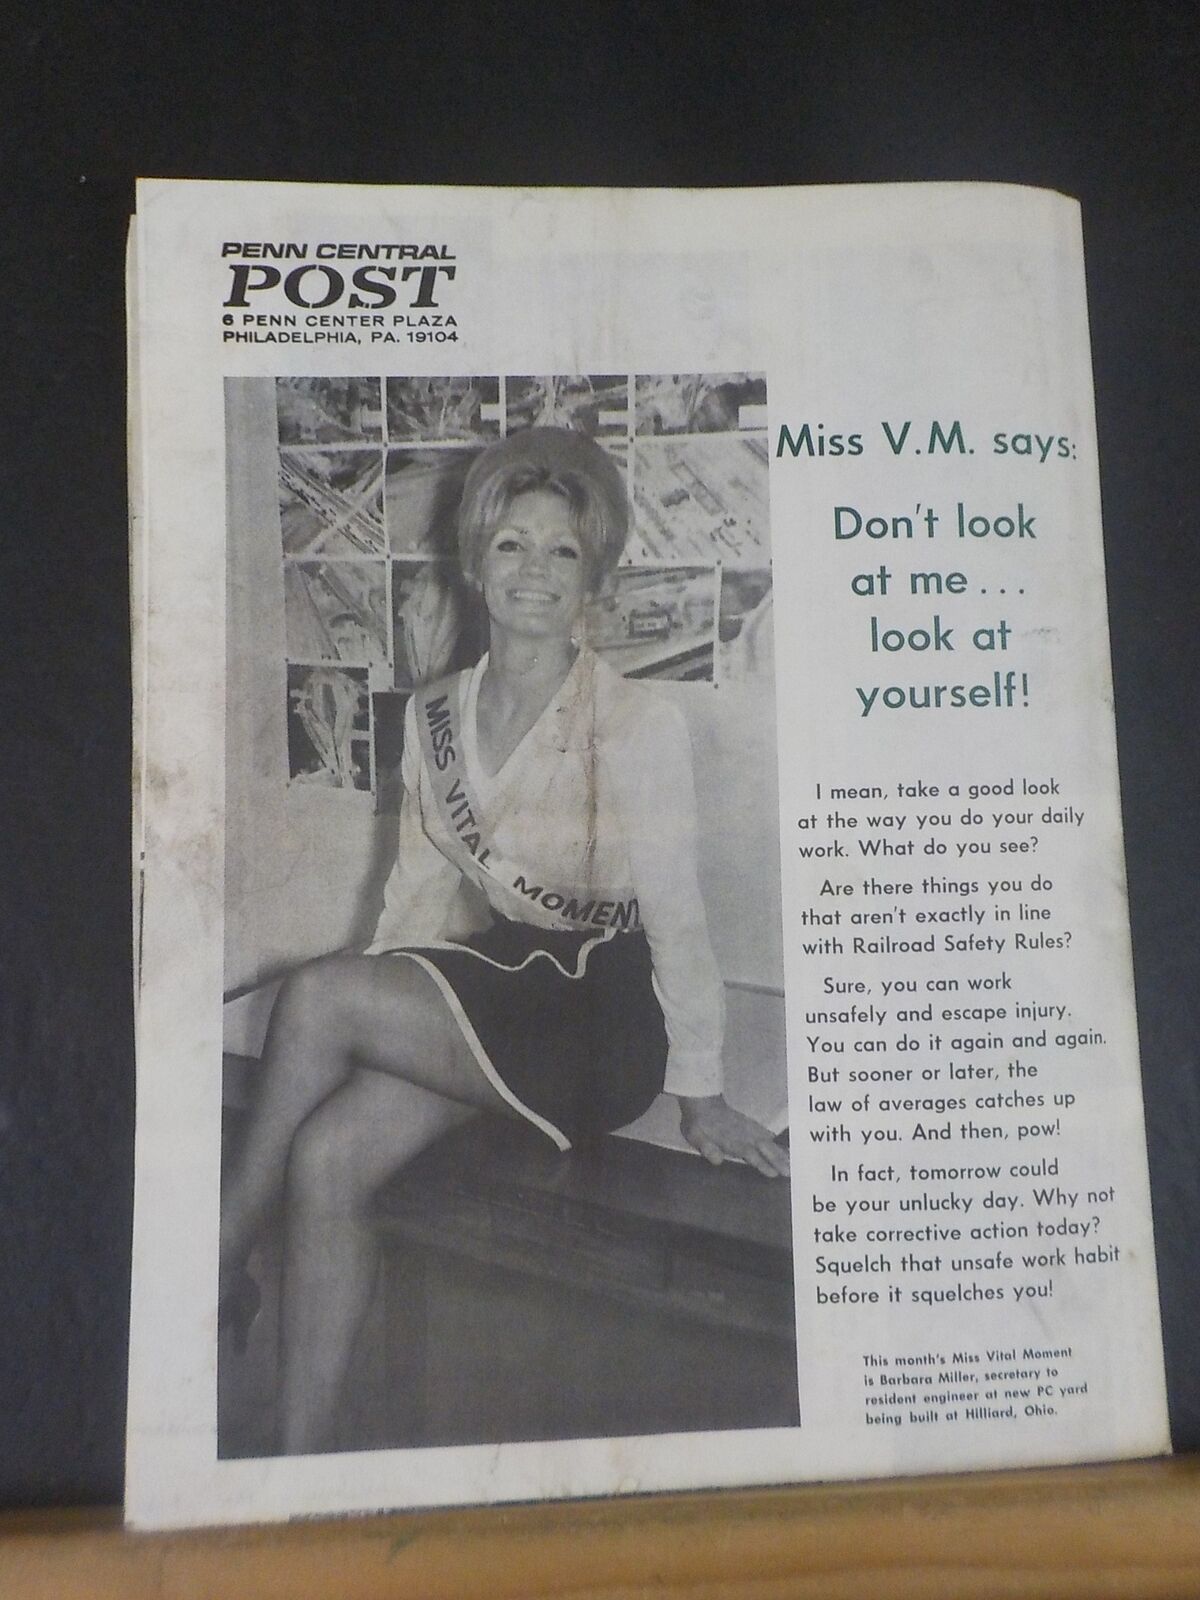 PENN CENTRAL
POST
6 PENN CENTER PLAZA
PHILADELPHIA, PA. 19104
MISS VITAL MOMENT
Miss V.M. says:
Don't look
at me...
look at
yourself!
I mean, take a good look
at the way you do your daily
work. What do you see?
Are there things you do
that aren't exactly in line
with Railroad Safety Rules?
Sure, you can work
unsafely and escape injury.
You can do it again and again.
But sooner or later, the
law of averages catches up
with you. And then, pow!
In fact, tomorrow could
be your unlucky day. Why not
take corrective action today?
Squelch that unsafe work habit
before it squelches you!
This month's Miss Vital Moment
is Barbara Miller, secretary to
resident engineer at new PC yard
being built at Hilliard, Ohio.